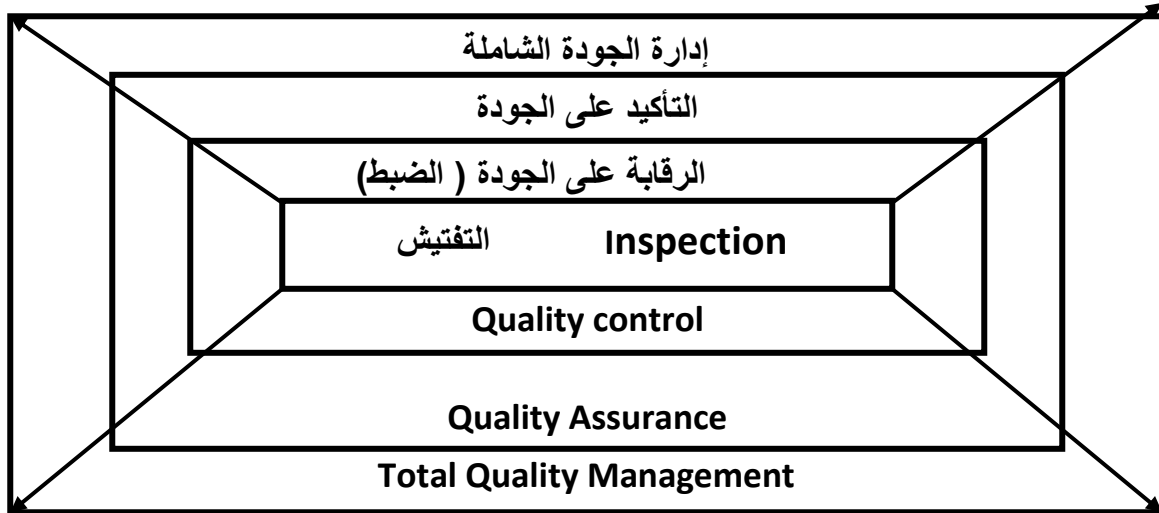 إدارة الجودة الشاملة
التأكيد على الجودة
الرقابة على الجودة ( الضبط)
التفتيش Inspection
Quality control
Quality Assurance
Total Quality Management